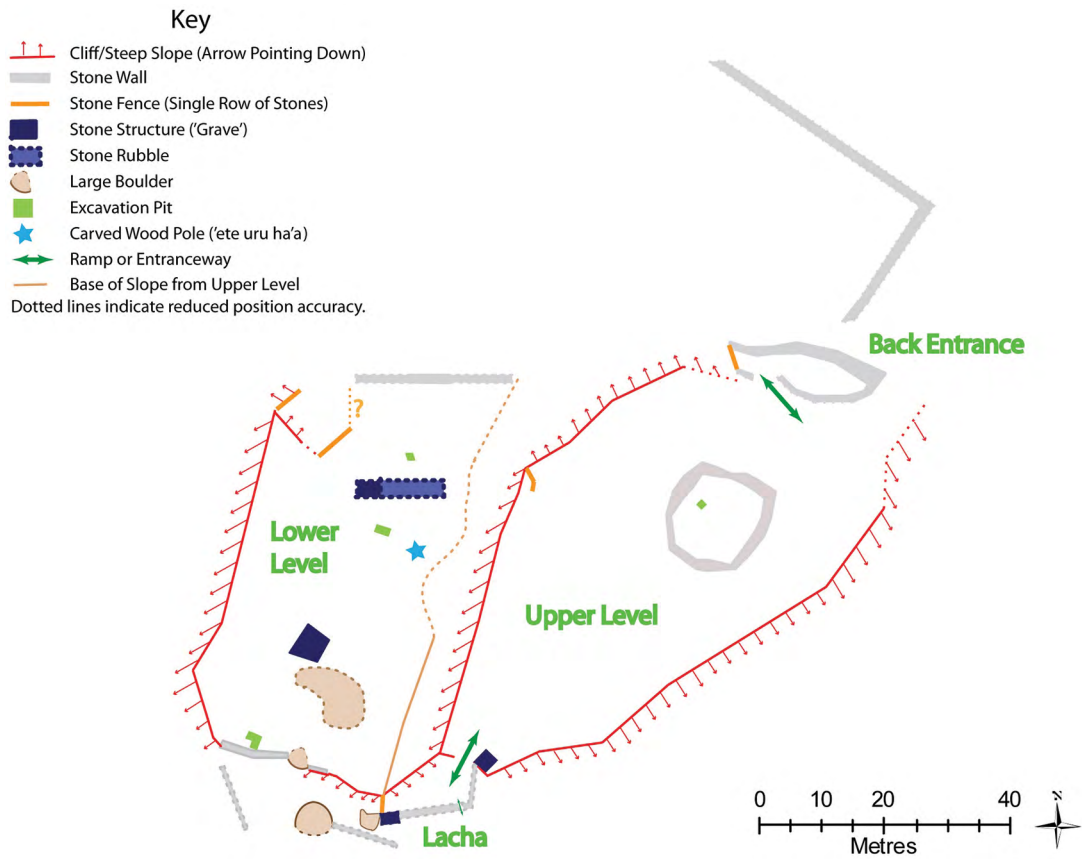 Key
Cliff/Steep Slope (Arrow Pointing Down)
Stone Wall
Stone Fence (Single Row of Stones)
Stone Structure ('Grave')
Stone Rubble
Large Boulder
Excavation Pit
Carved Wood Pole ('ete uru ha'a)
Ramp or Entranceway
Base of Slope from Upper Level
Dotted lines indicate reduced position accuracy.
Back Entrance
?
Lower
Level
Upper Level
Lacha
0 10 20 40
Metres
N